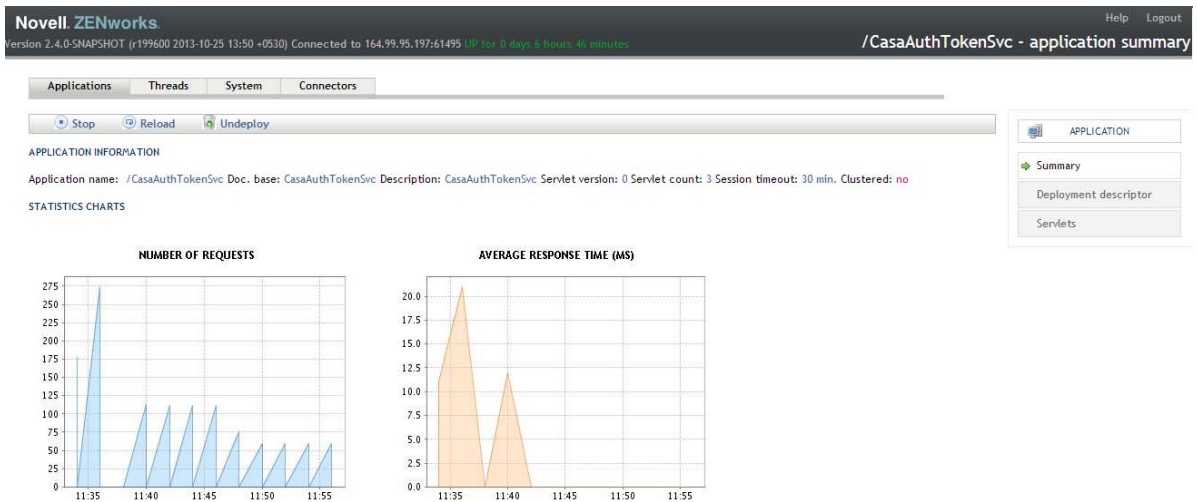 Novell. ZENworks.
Help Logout
Version 2.4.0-SNAPSHOT (r199600 2013-10-25 13:50 +0530) Connected to 164.99.95.197:61495 UP for 0 days 6 hours 46 minutes
/CasaAuthTokenSvc - application summary
Applications Threads System Connectors
Stop Reload Undeploy
APPLICATION INFORMATION
Application name: /CasaAuthTokenSvc Doc. base: CasaAuthTokenSvc Description: CasaAuthTokenSvc Servlet version: 0 Servlet count: 3 Session timeout: 30 min. Clustered: no
STATISTICS CHARTS
APPLICATION
Summary
Deployment descriptor
Servlets
NUMBER OF REQUESTS
275
250
225
200
175
150
125
100
75
50
25
0
11:35 11:40 11:45 11:50 11:55
AVERAGE RESPONSE TIME (MS)
20.0
17.5
15.0
12.5
10.0
7.5
5.0
2.5
0.0
11:35 11:40 11:45 11:50 11:55